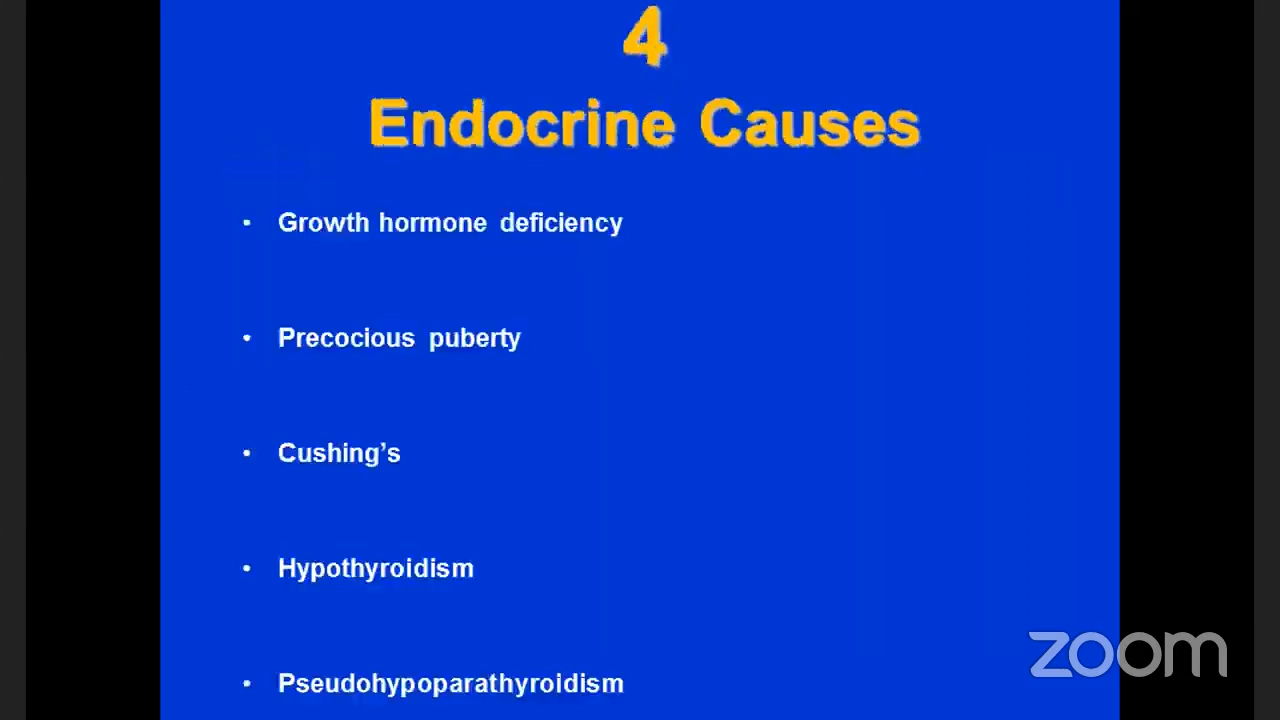 4
Endocrine Causes
• Growth hormone deficiency
• Precocious puberty
• Cushing’s
• Hypothyroidism
• Pseudohypoparathyroidism
zoom